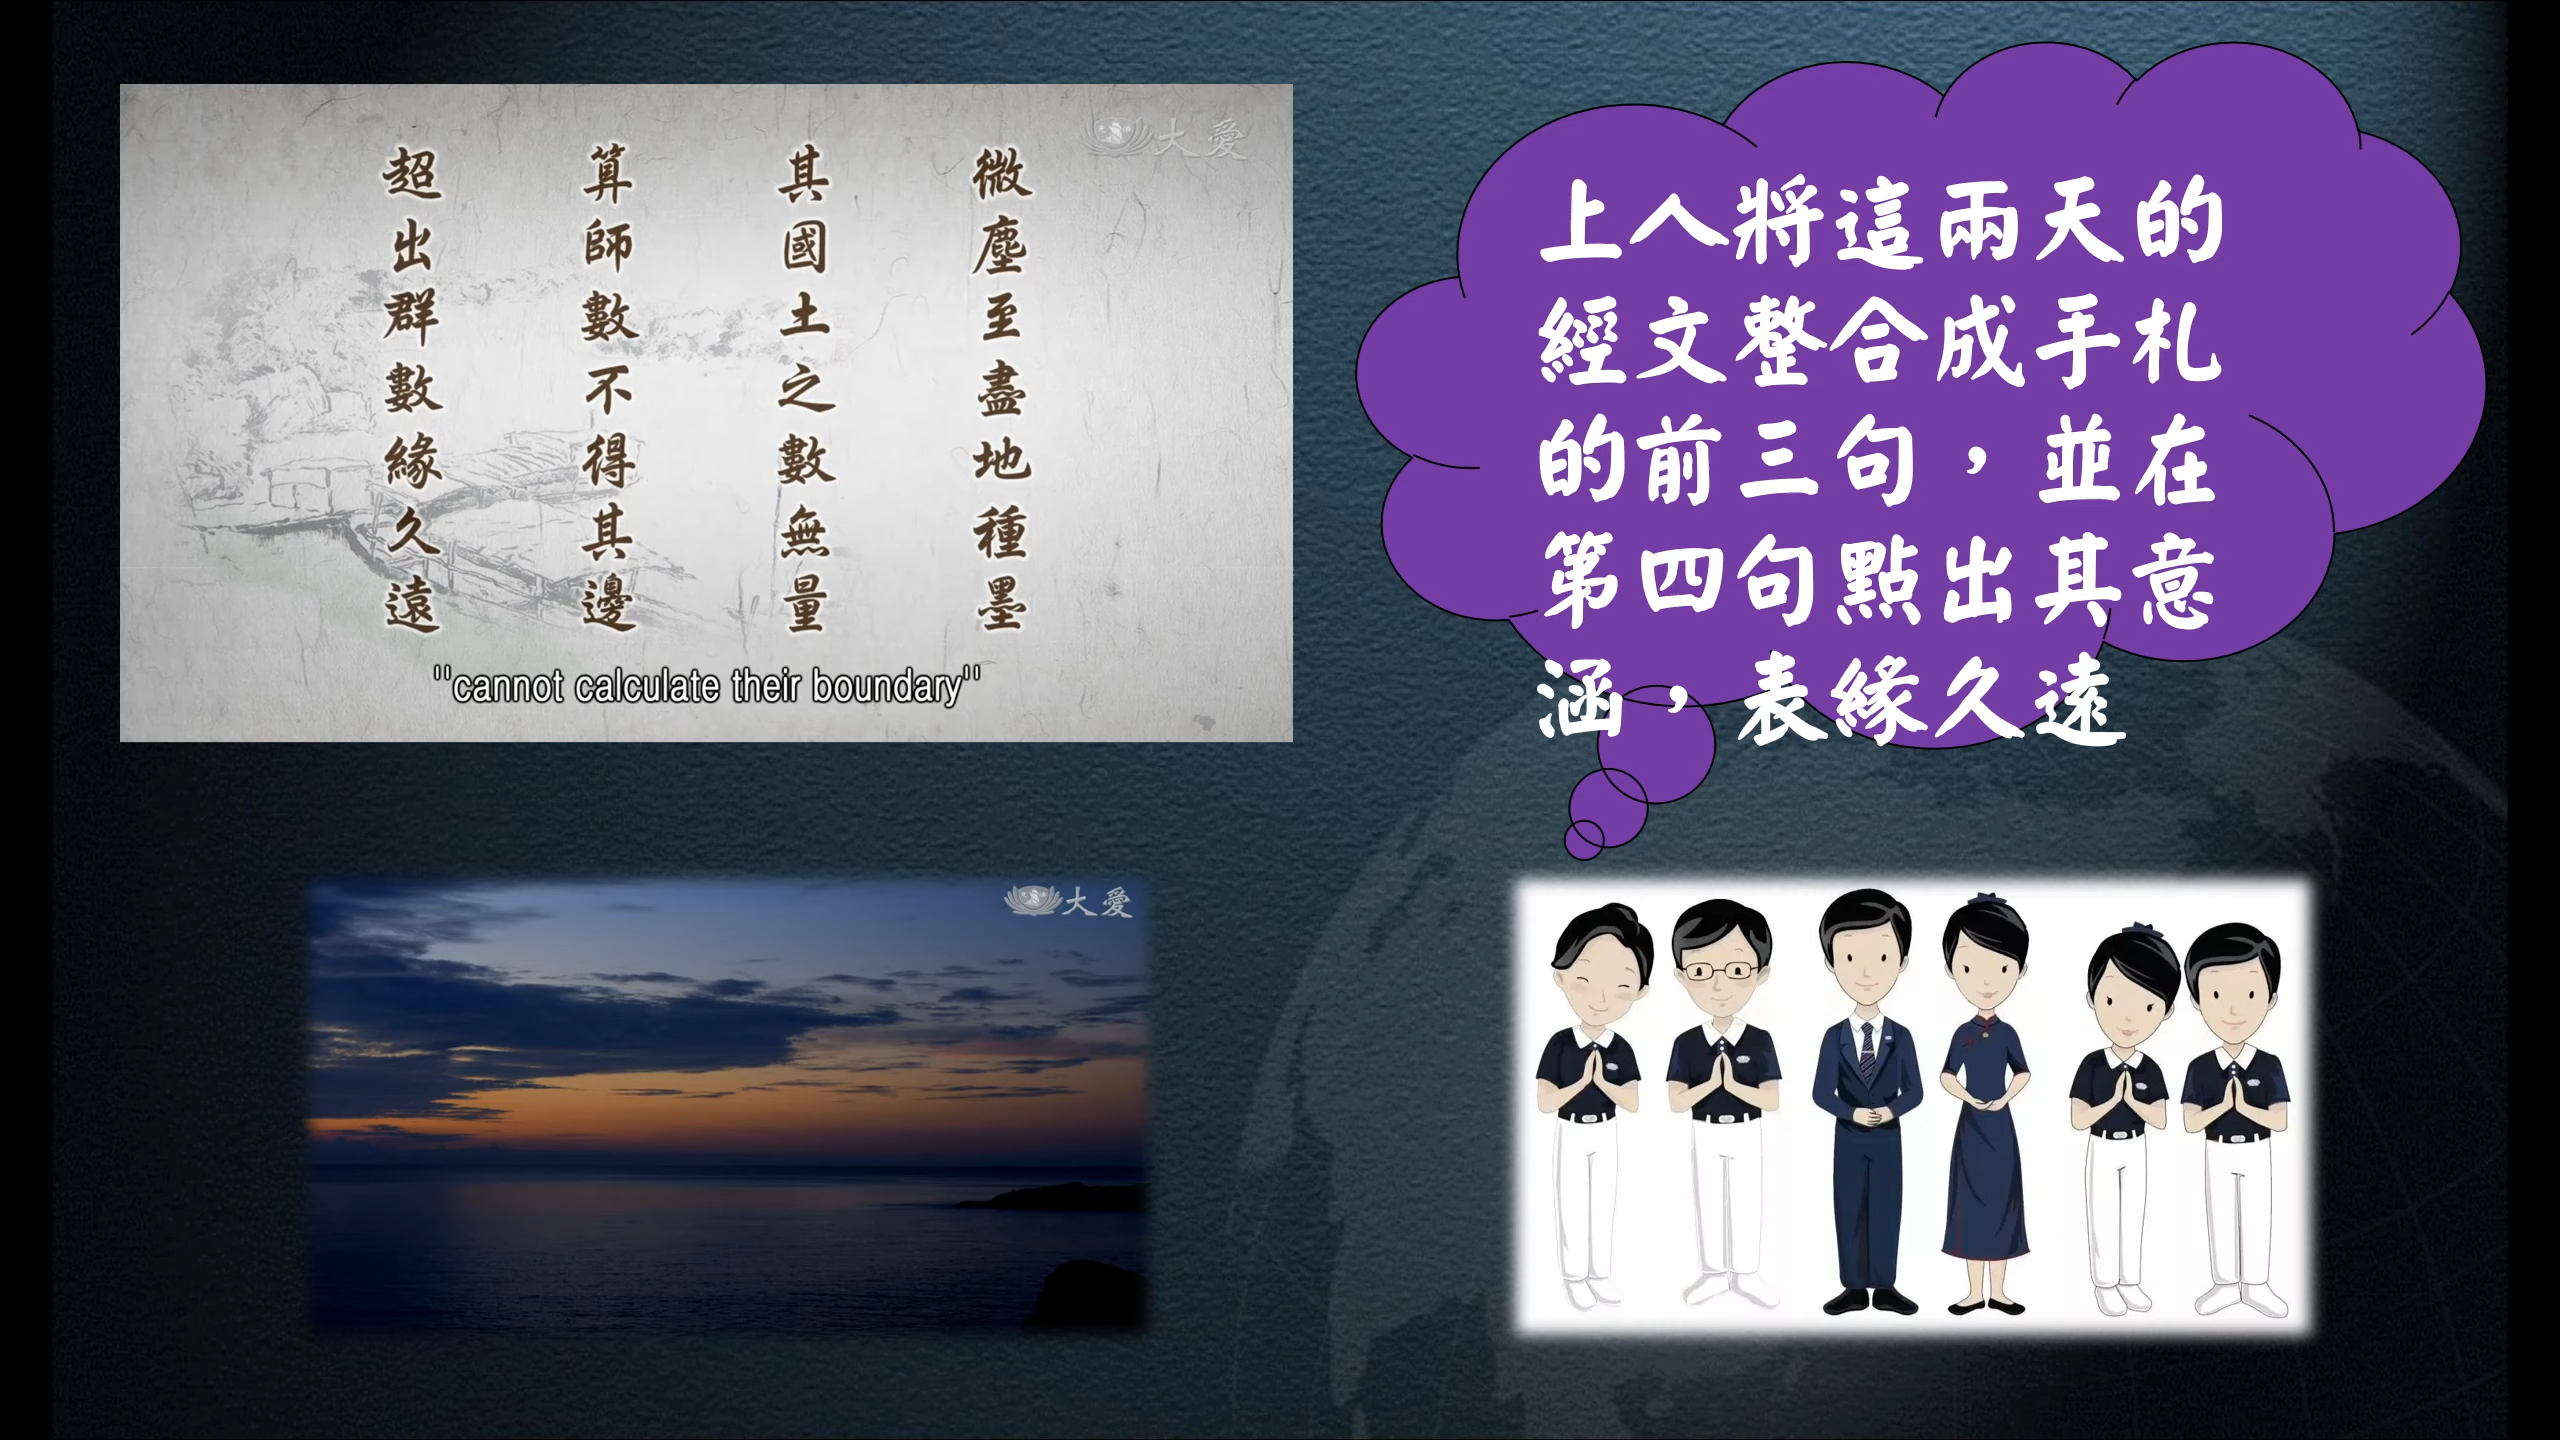 大愛
微塵至盡地種墨
其國土之數無量
算師數不得其邊
超出群數緣久遠
"cannot calculate their boundary"
上人將這兩天的
經文整合成手札
的前三句，並在
第四句點出其意
涵，表緣久遠
大愛